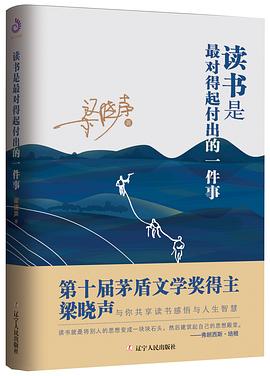 读书是
最对得起付出的
一件事
梁晓声
著
第十届茅盾文学奖得主
梁晓声 与你共享读书感悟与人生智慧
读书就是将别人的思想变成一块块石头，然后建筑起自己的思想殿堂。
——弗朗西斯·培根
辽宁人民出版社
读书是最对得起付出的一件事
梁晓声 著
辽宁人民出版社